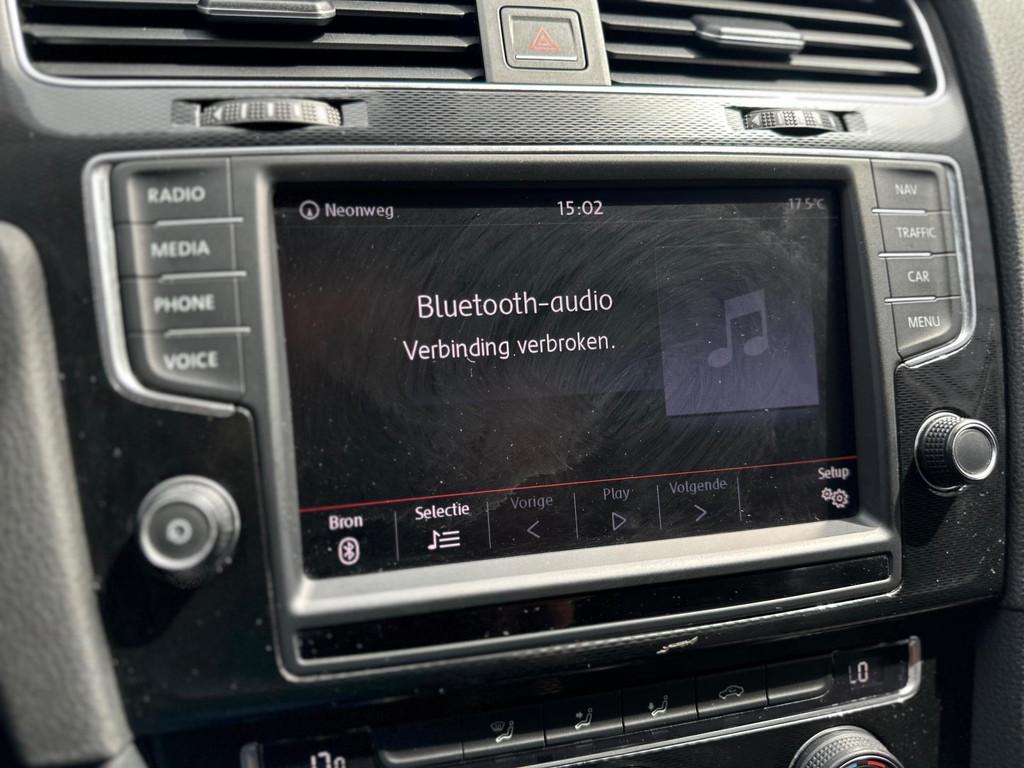 RADIO
MEDIA
PHONE
VOICE
Neonweg
15:02
17.5°C
Bluetooth-audio
Verbinding verbroken.
Bron
Selectie
Vorige
Play
Volgende
Setup
NAV
TRAFFIC
CAR
MENU
LO